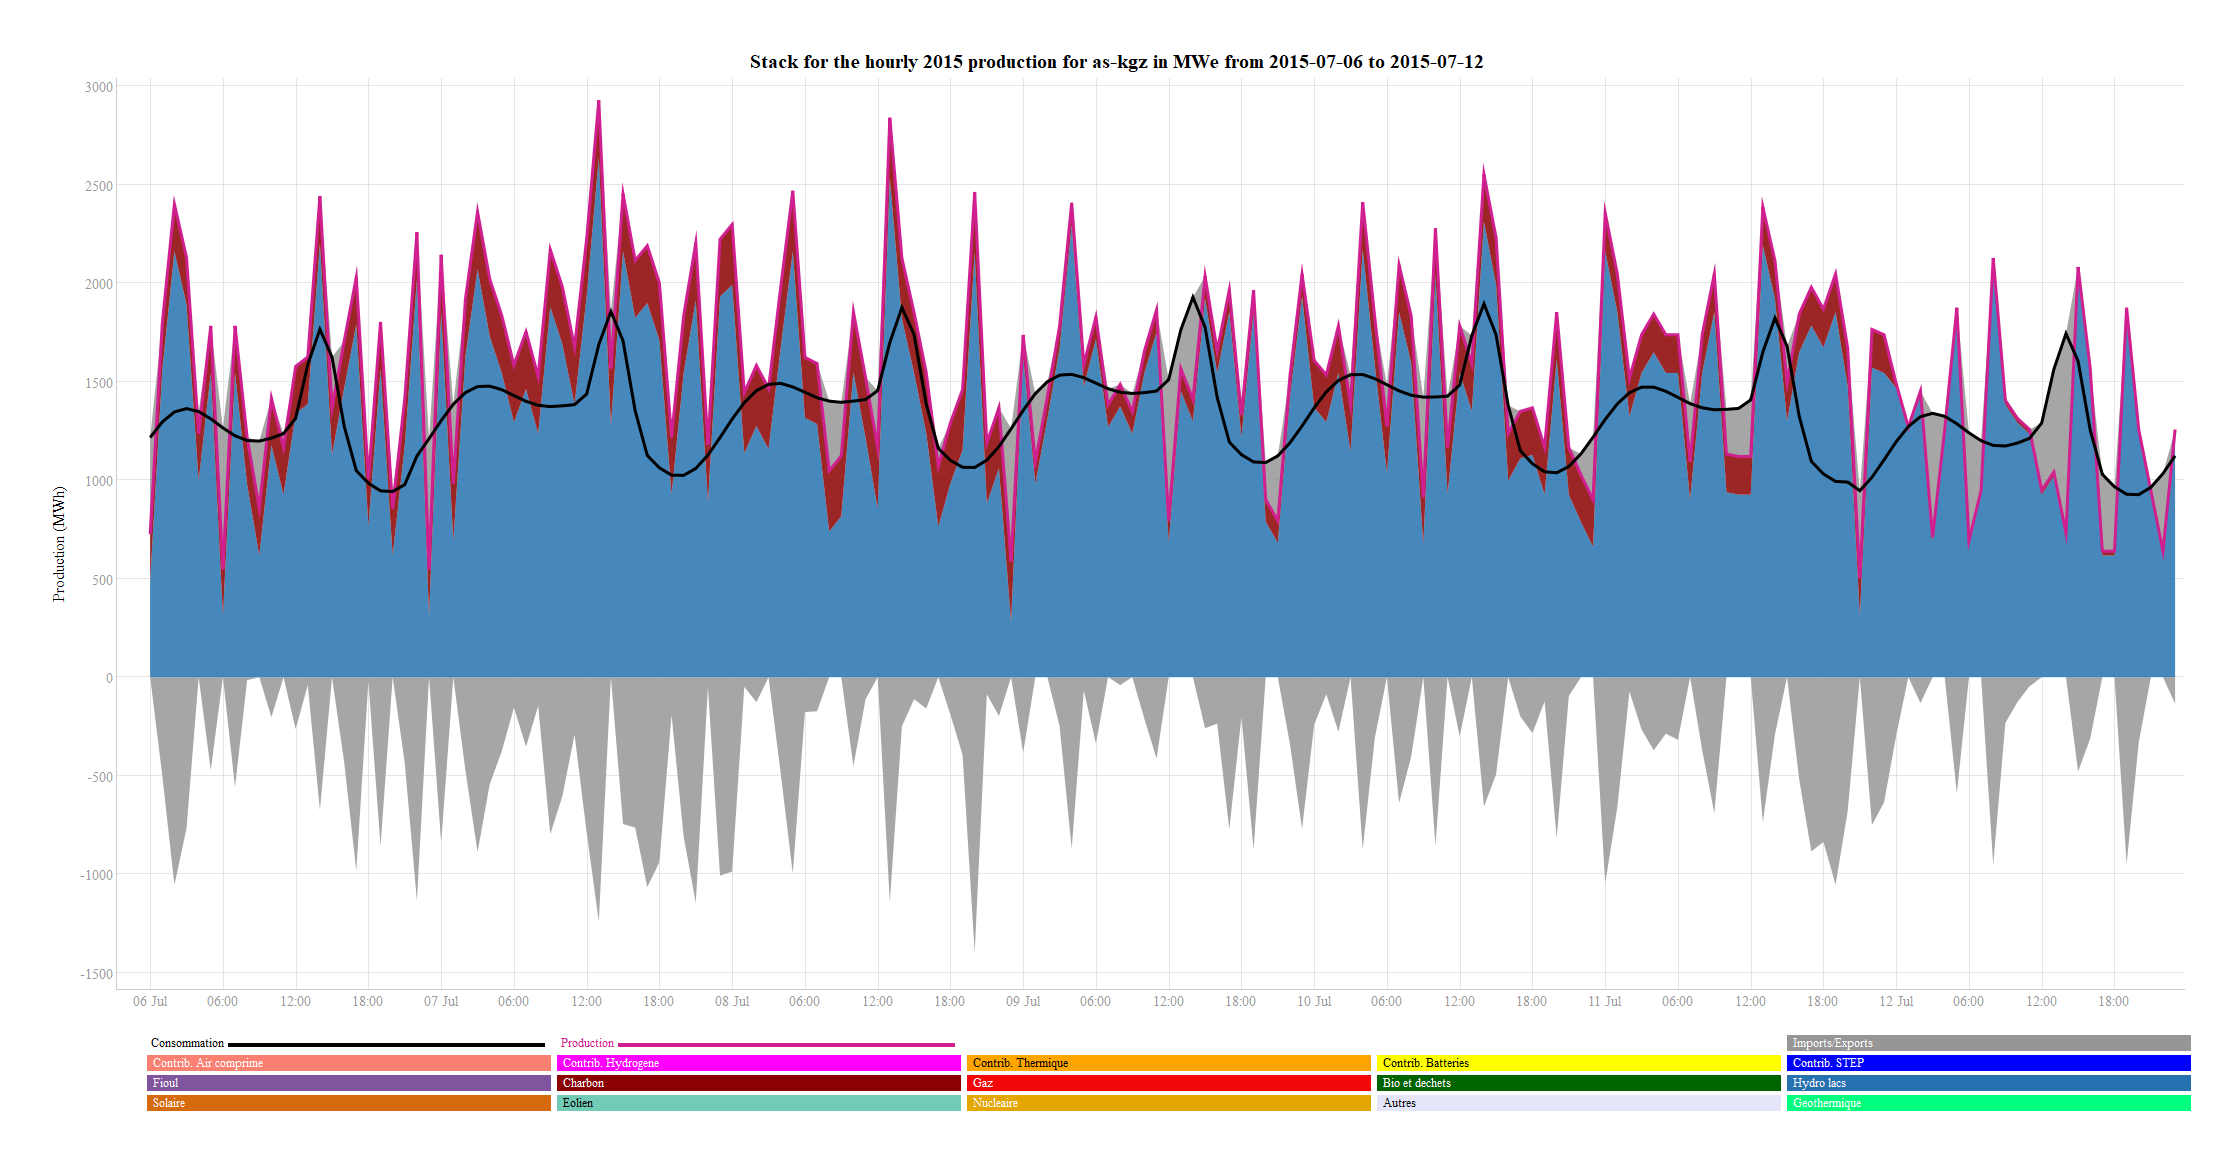 Stack for the hourly 2015 production for as-kgz in MWe from 2015-07-06 to 2015-07-12
Production (MWh)
3000
2500
2000
1500
1000
500
0
-500
-1000
-1500
06 Jul 06:00 12:00 18:00 07 Jul 06:00 12:00 18:00 08 Jul 06:00 12:00 18:00 09 Jul 06:00 12:00 18:00 10 Jul 06:00 12:00 18:00 11 Jul 06:00 12:00 18:00 12 Jul 06:00 12:00 18:00
Consommation Production Imports/Exports
Contrib. Air comprime Contrib. Hydrogene Contrib. Thermique Contrib. Batteries Contrib. STEP
Fioul Charbon Gaz Bio et dechets Hydro lacs
Solaire Eolien Nucleaire Autres Geothermique